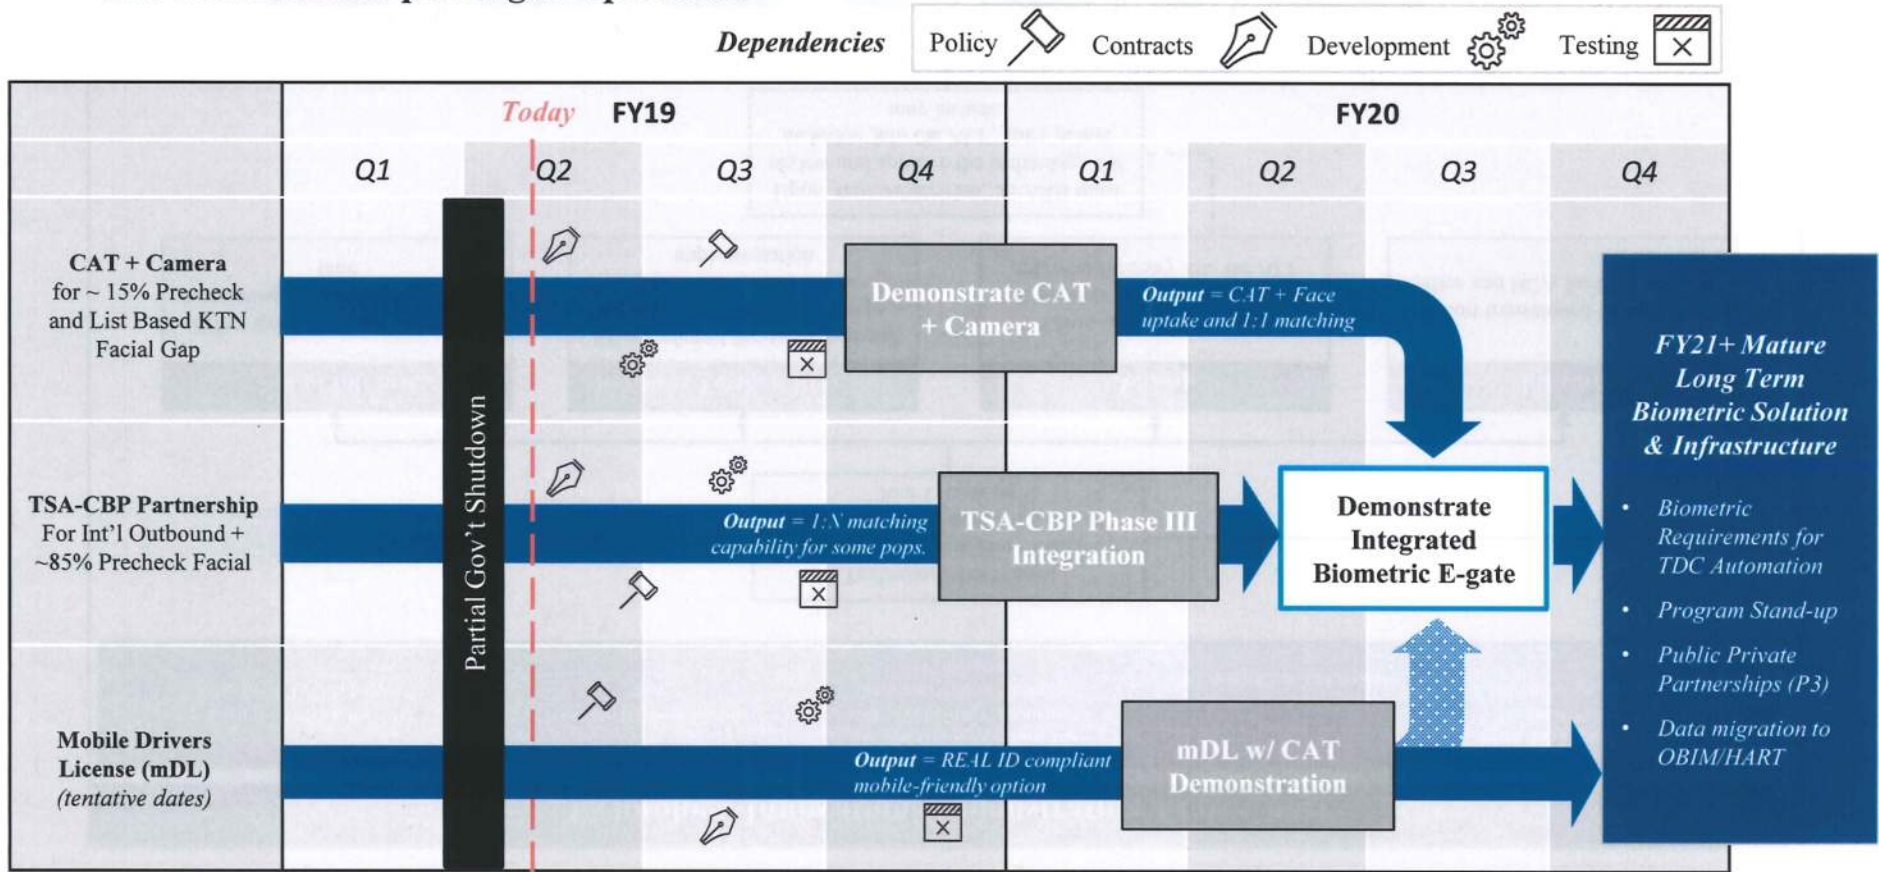 Dependencies Policy Contracts Development Testing
Today FY19 FY20
Q1 Q2 Q3 Q4 Q1 Q2 Q3 Q4
CAT + Camera
for ~ 15% Precheck
and List Based KTN
Facial Gap
Partial Gov't Shutdown
Demonstrate CAT
+ Camera
Output = CAT + Face
uptake and 1:1 matching
TSA-CBP Partnership
For Int'l Outbound +
~85% Precheck Facial
Output = 1:N matching
capability for some pops.
TSA-CBP Phase III
Integration
Demonstrate
Integrated
Biometric E-gate
Mobile Drivers
License (mDL)
(tentative dates)
Output = REAL ID compliant
mobile-friendly option
mDL w/ CAT
Demonstration
FY21+ Mature
Long Term
Biometric Solution
& Infrastructure
• Biometric
Requirements for
TDC Automation
• Program Stand-up
• Public Private
Partnerships (P3)
• Data migration to
OBIM/HART